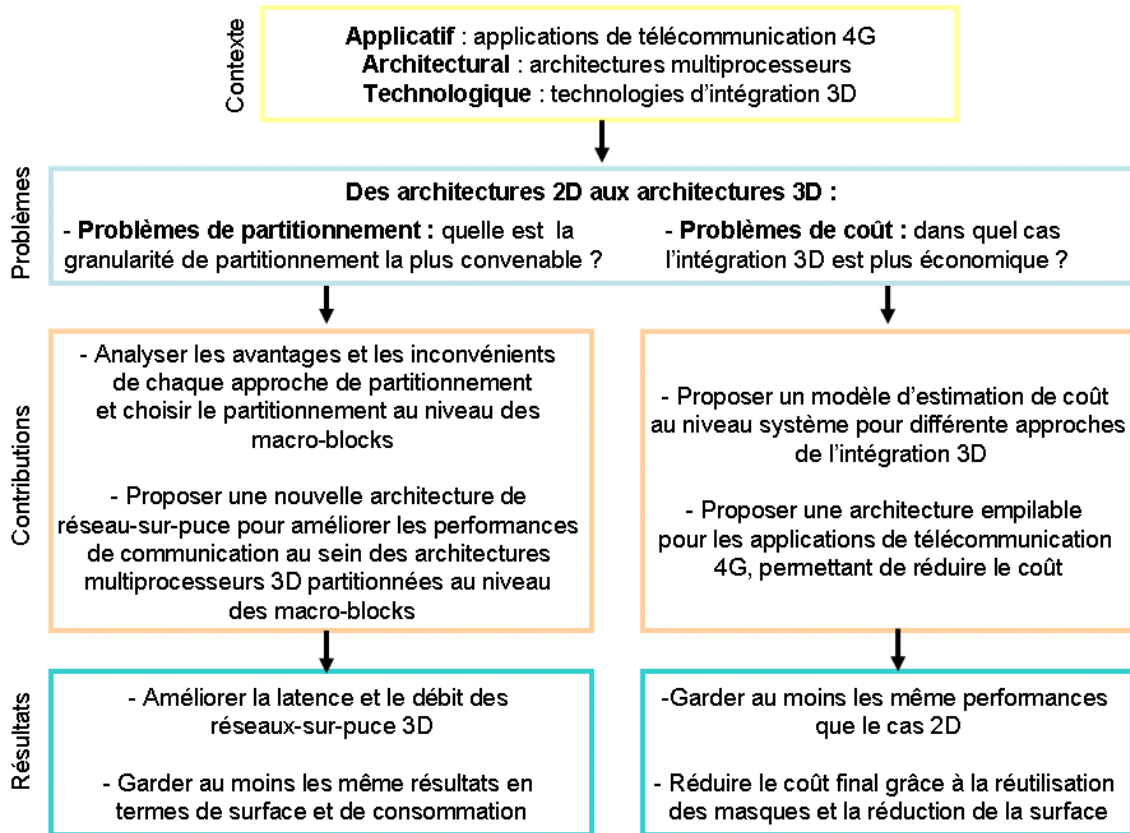 Contexte
Applicatif : applications de télécommunication 4G
Architectural : architectures multiprocesseurs
Technologique : technologies d'intégration 3D
Problèmes
Des architectures 2D aux architectures 3D :
- Problèmes de partitionnement : quelle est la
granularité de partitionnement la plus convenable ?
- Problèmes de coût : dans quel cas
l'intégration 3D est plus économique ?
Contributions
- Analyser les avantages et les inconvénients
de chaque approche de partitionnement
et choisir le partitionnement au niveau des
macro-blocks
- Proposer une nouvelle architecture de
réseau-sur-puce pour améliorer les performances
de communication au sein des architectures
multiprocesseurs 3D partitionnées au niveau
des macro-blocks
- Proposer un modèle d'estimation de coût
au niveau système pour différente approches
de l'intégration 3D
- Proposer une architecture empilable
pour les applications de télécommunication
4G, permettant de réduire le coût
Résultats
- Améliorer la latence et le débit des
réseaux-sur-puce 3D
- Garder au moins les même résultats en
termes de surface et de consommation
-Garder au moins les même performances
que le cas 2D
- Réduire le coût final grâce à la réutilisation
des masques et la réduction de la surface